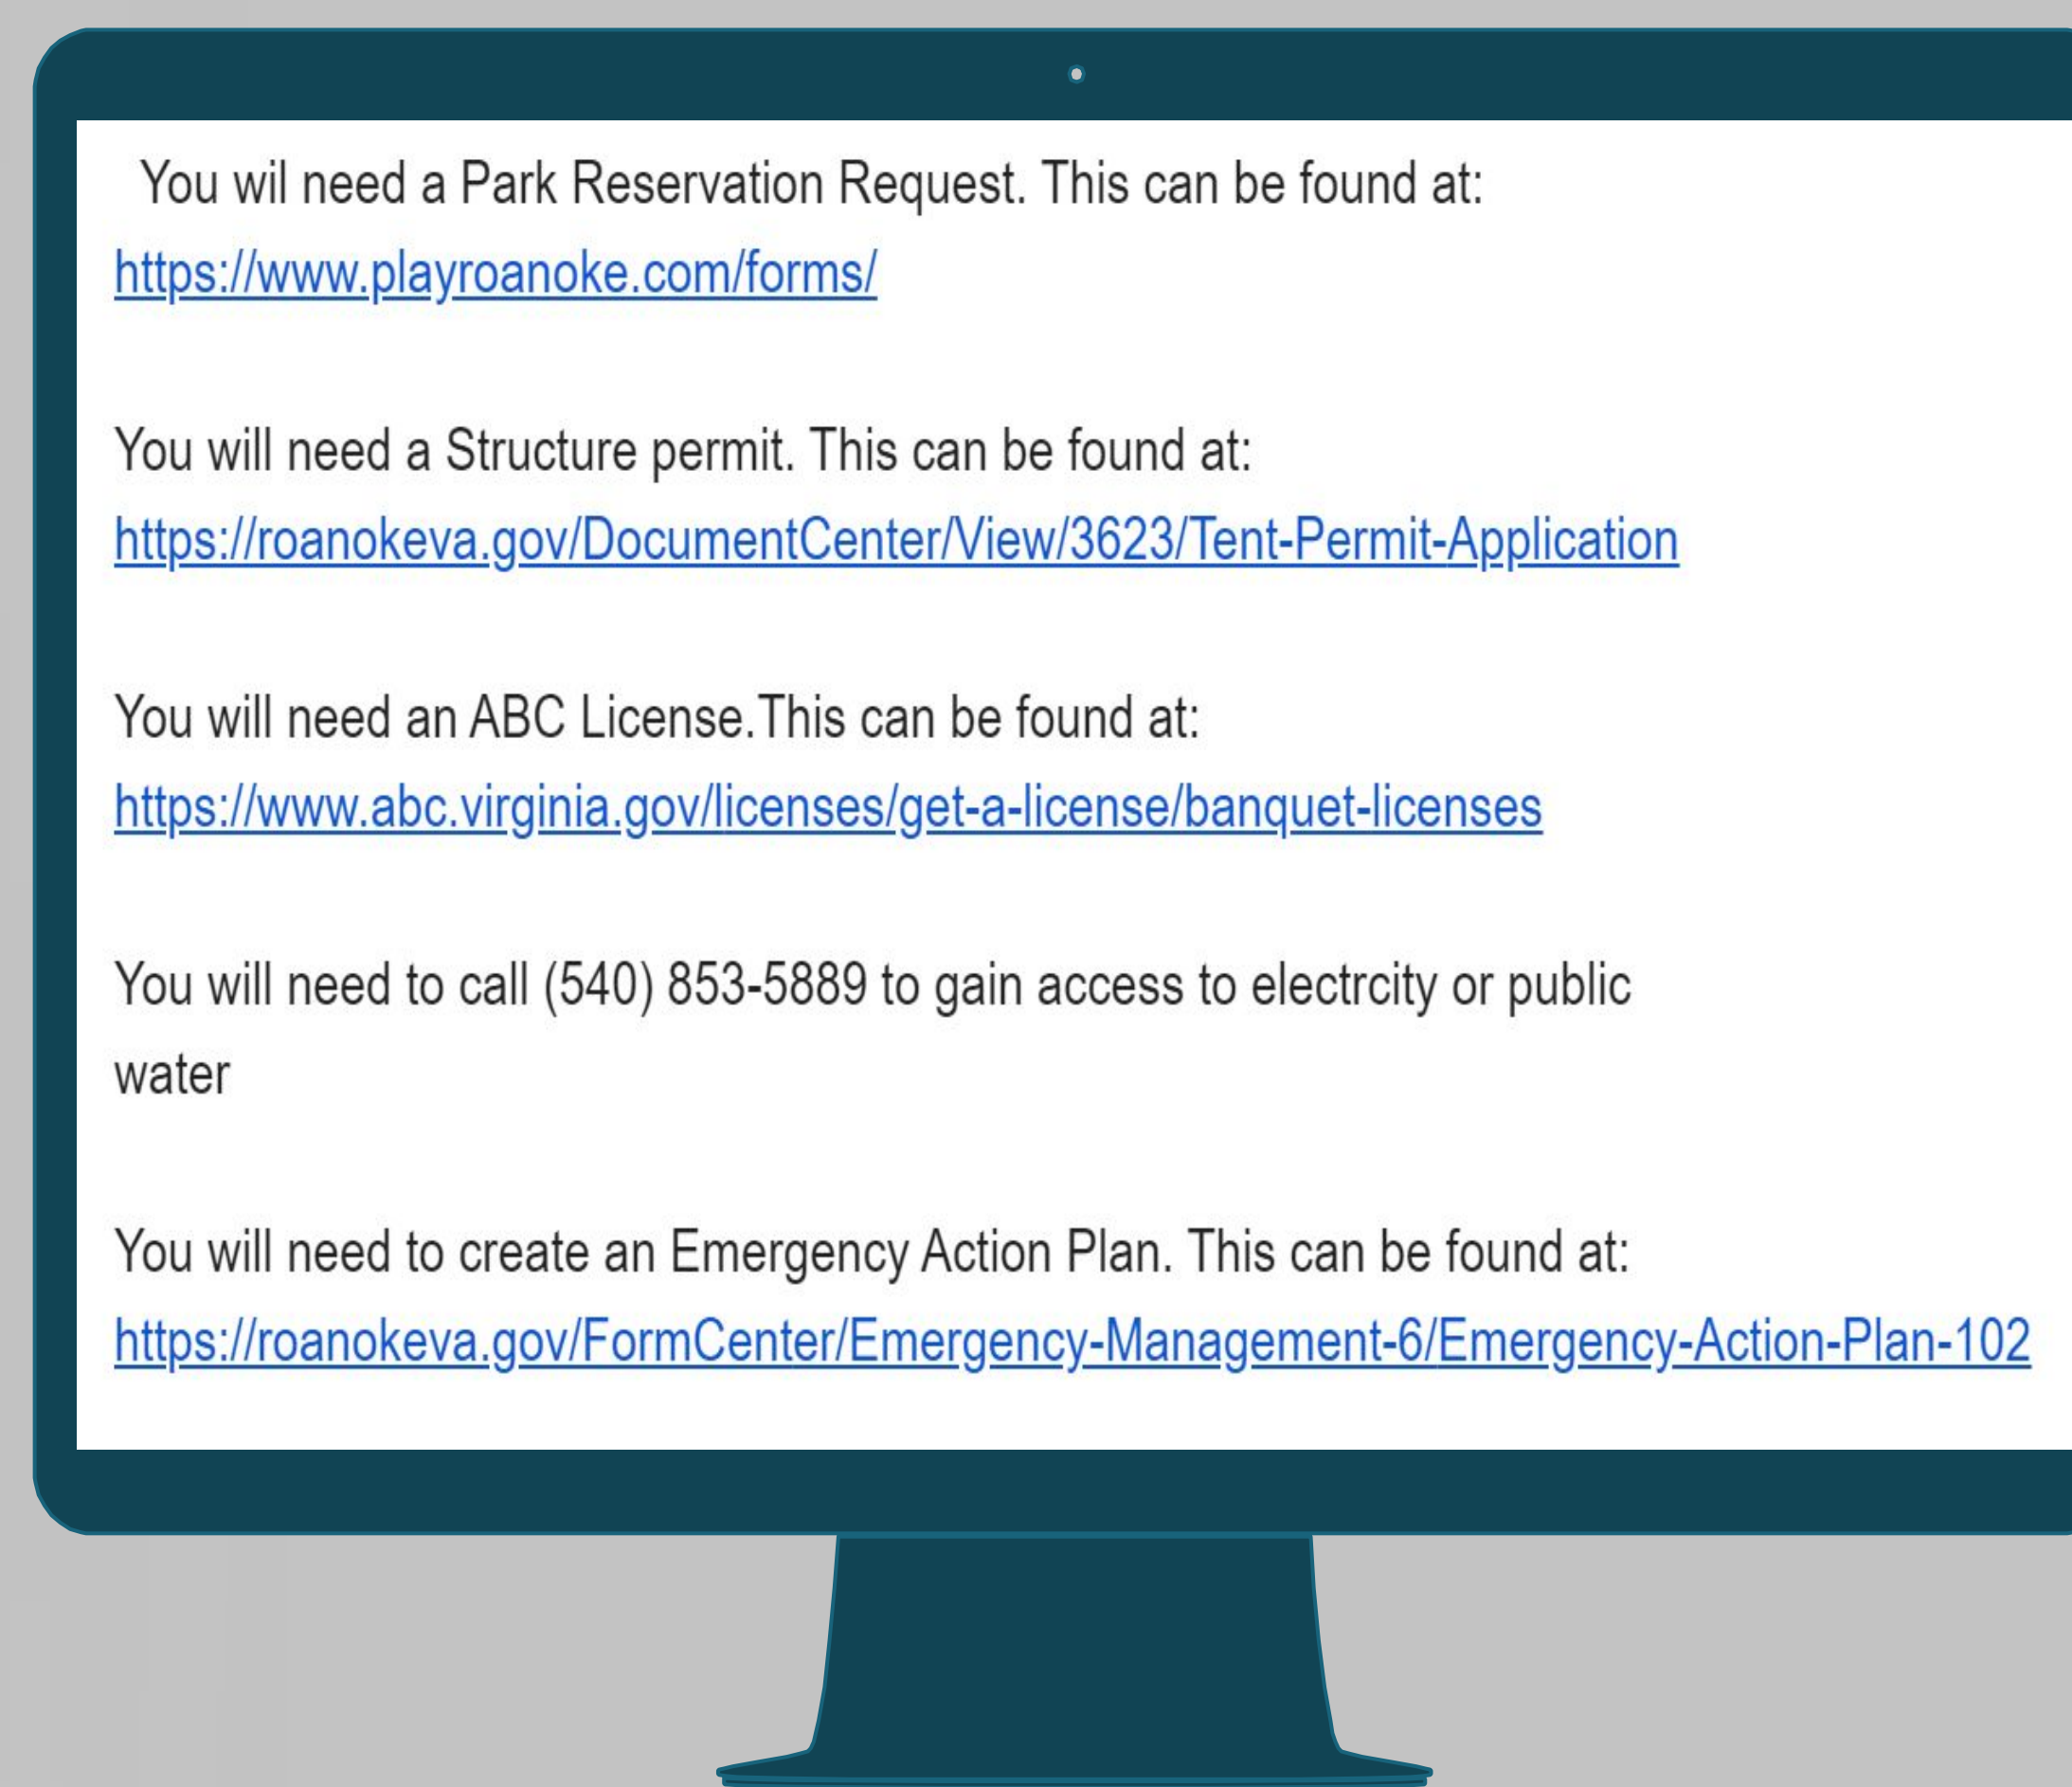 You wil need a Park Reservation Request. This can be found at:
https://www.playroanoke.com/forms/
You will need a Structure permit. This can be found at:
https://roanokeva.gov/DocumentCenter/View/3623/Tent-Permit-Application
You will need an ABC License.This can be found at:
https://www.abc.virginia.gov/licenses/get-a-license/banquet-licenses
You will need to call (540) 853-5889 to gain access to electrcity or public
water
You will need to create an Emergency Action Plan. This can be found at:
https://roanokeva.gov/FormCenter/Emergency-Management-6/Emergency-Action-Plan-102